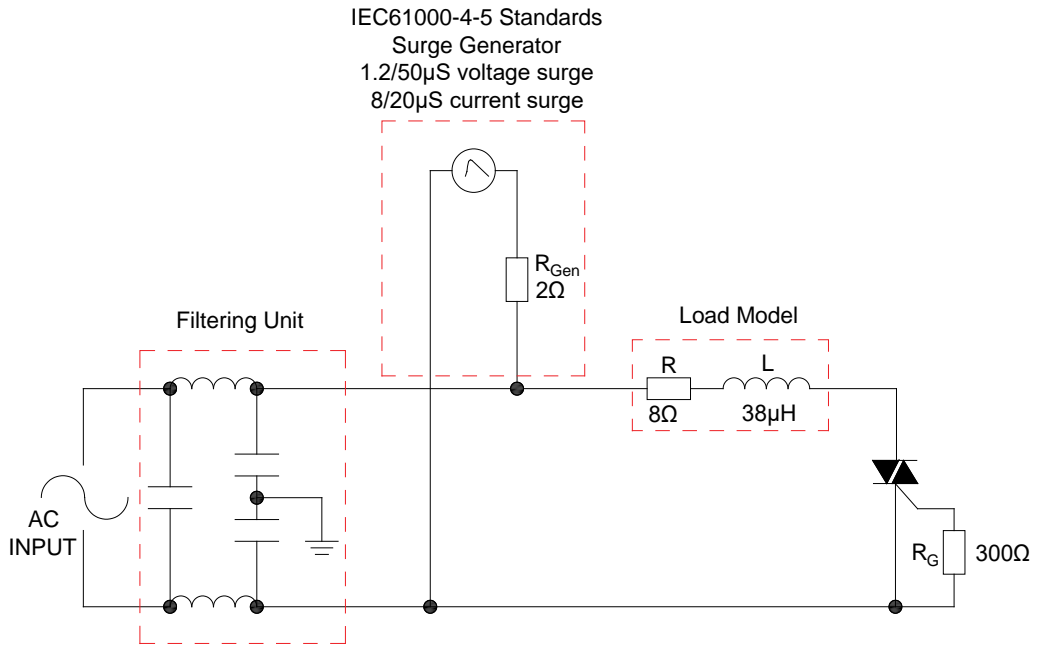 IEC61000-4-5 Standards
Surge Generator
1.2/50µS voltage surge
8/20µS current surge
R_Gen
2Ω
Filtering Unit
Load Model
R
L
8Ω
38µH
AC
INPUT
R_G
300Ω